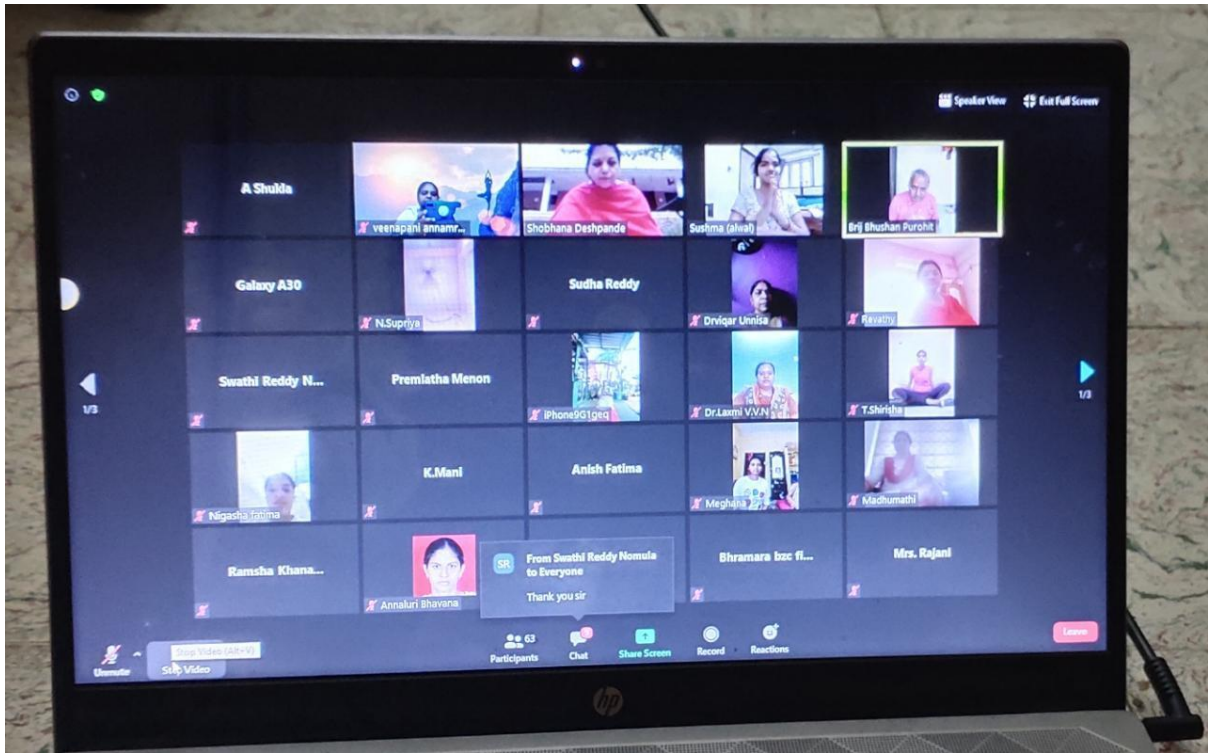 Speaker View
Exit Full Screen
A Shukla
veenapani annamr...
Shobhana Deshpande
Sushma (alwal)
Brij Bhushan Purohit
Galaxy A30
N.Supriya
Sudha Reddy
Drviqar Unnisa
Revathy
Swathi Reddy N...
Premlatha Menon
iPhone9G1geq
Dr.Laxmi V.V.N
T.Shirisha
1/3
1/3
Nigasha fatima
K.Mani
Anish Fatima
Meghana
Madhumathi
Ramsha Khana...
Annaluri Bhavana
SR
From Swathi Reddy Nomula
to Everyone
Thank you sir
Bhramara bzc fi...
Mrs. Rajani
Unmute
Stop Video (Alt+V)
Stop Video
63
Participants
Chat
Share Screen
Record
Reactions
Leave
hp